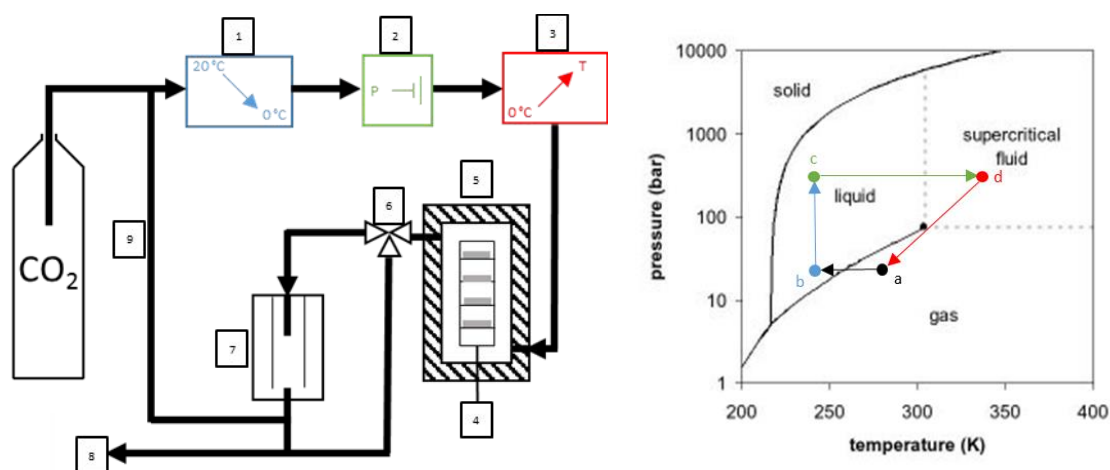 1
2
3
20°C
0°C
P
T
0°C
CO2
5
6
9
7
4
8
10000
1000
100
10
1
pressure (bar)
solid
supercritical
fluid
c
d
liquid
b
a
gas
200
250
300
350
400
temperature (K)